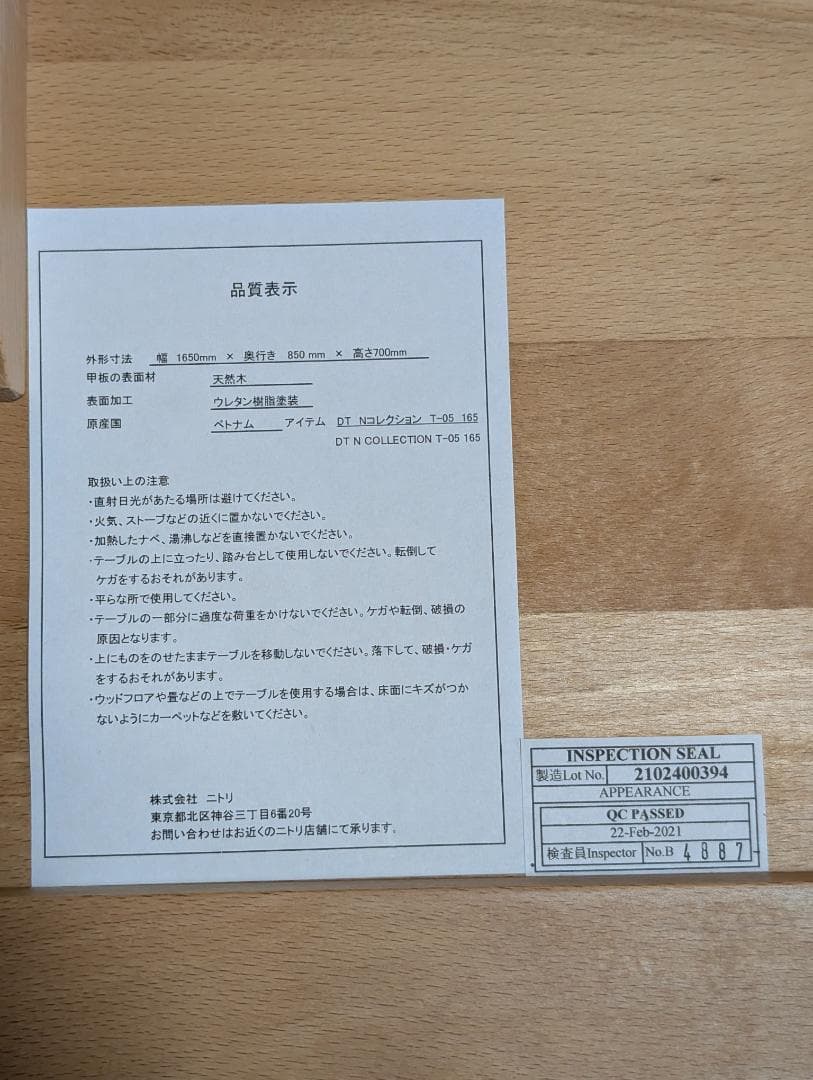 品質表示
外形寸法 幅 1650mm × 奥行き 850 mm × 高さ700mm
甲板の表面材 天然木
表面加工 ウレタン樹脂塗装
原産国 ベトナム アイテム DT Nコレクション T-05 165
DT N COLLECTION T-05 165
取扱い上の注意
・直射日光があたる場所は避けてください。
・火気、ストーブなどの近くに置かないでください。
・加熱したナベ、湯沸しなどを直接置かないでください。
・テーブルの上に立ったり、踏み台として使用しないでください。転倒して
ケガをするおそれがあります。
・平らな所で使用してください。
・テーブルの一部分に過度な荷重をかけないでください。ケガや転倒、破損の
原因となります。
・上にものをのせたままテーブルを移動しないでください。落下して、破損・ケガ
をするおそれがあります。
・ウッドフロアや畳などの上でテーブルを使用する場合は、床面にキズがつか
ないようにカーペットなどを敷いてください。
株式会社 ニトリ
東京都北区神谷三丁目6番20号
お問い合わせはお近くのニトリ店舗にて承ります。
INSPECTION SEAL
製造Lot No. 2102400394
APPEARANCE
QC PASSED
22-Feb-2021
検査員Inspector No.B 4887